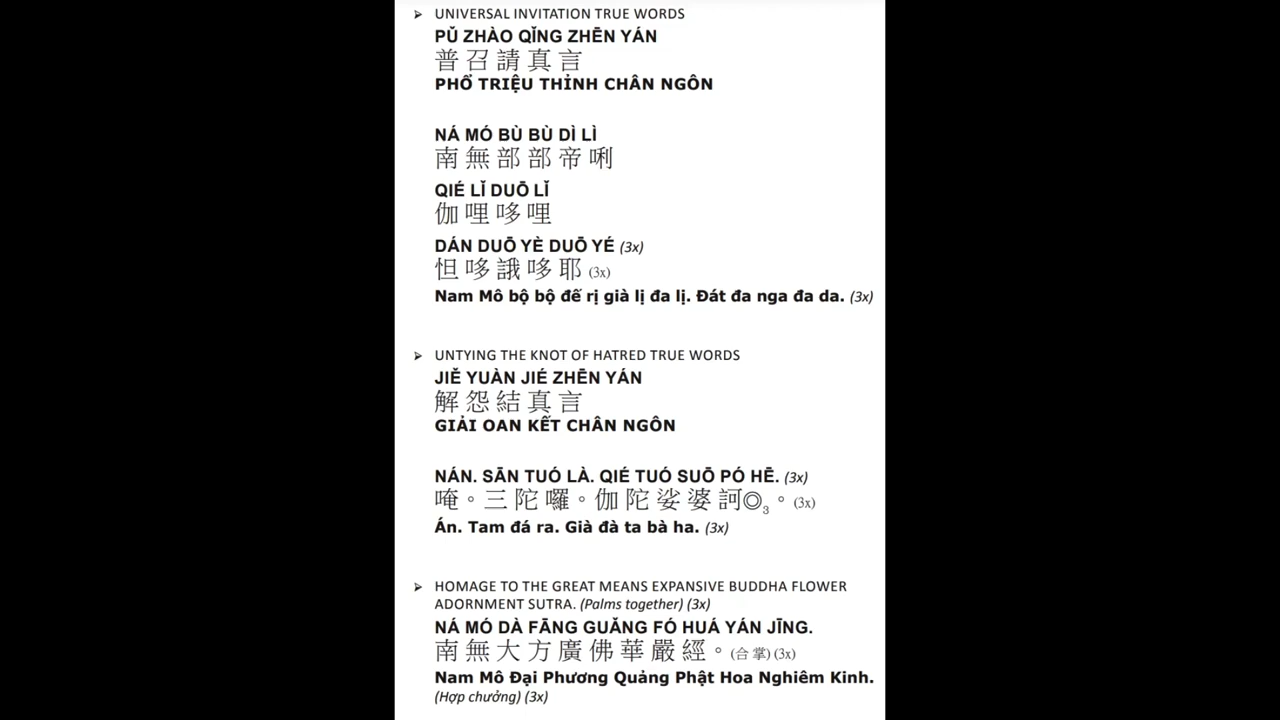 ➢ UNIVERSAL INVITATION TRUE WORDS
PǓ ZHÀO QǏNG ZHĒN YÁN
普 召 請 真 言
PHỔ TRIỆU THỈNH CHÂN NGÔN
NÁ MÓ BÙ BÙ DÌ LÌ
南 無 部 部 帝 唎
QIÉ LǏ DUŌ LǏ
伽 哩 哆 哩
DÁN DUŌ YÈ DUŌ YÉ (3x)
怛 哆 誐 哆 耶 (3x)
Nam Mô bộ bộ đế rị già lị đa lị. Đát đa nga đa da. (3x)
➢ UNTYING THE KNOT OF HATRED TRUE WORDS
JIĚ YUÀN JIÉ ZHĒN YÁN
解 怨 結 真 言
GIẢI OAN KẾT CHÂN NGÔN
NÁN. SĀN TUÓ LÀ. QIÉ TUÓ SUŌ PÓ HĒ. (3x)
唵。三 陀 囉。伽 陀 娑 婆 訶◎3。(3x)
Án. Tam đá ra. Già đà ta bà ha. (3x)
➢ HOMAGE TO THE GREAT MEANS EXPANSIVE BUDDHA FLOWER
ADORNMENT SUTRA. (Palms together) (3x)
NÁ MÓ DÀ FĀNG GUǍNG FÓ HUÁ YÁN JĪNG.
南 無 大 方 廣 佛 華 嚴 經。(合 掌) (3x)
Nam Mô Đại Phương Quảng Phật Hoa Nghiêm Kinh.
(Hợp chưởng) (3x)